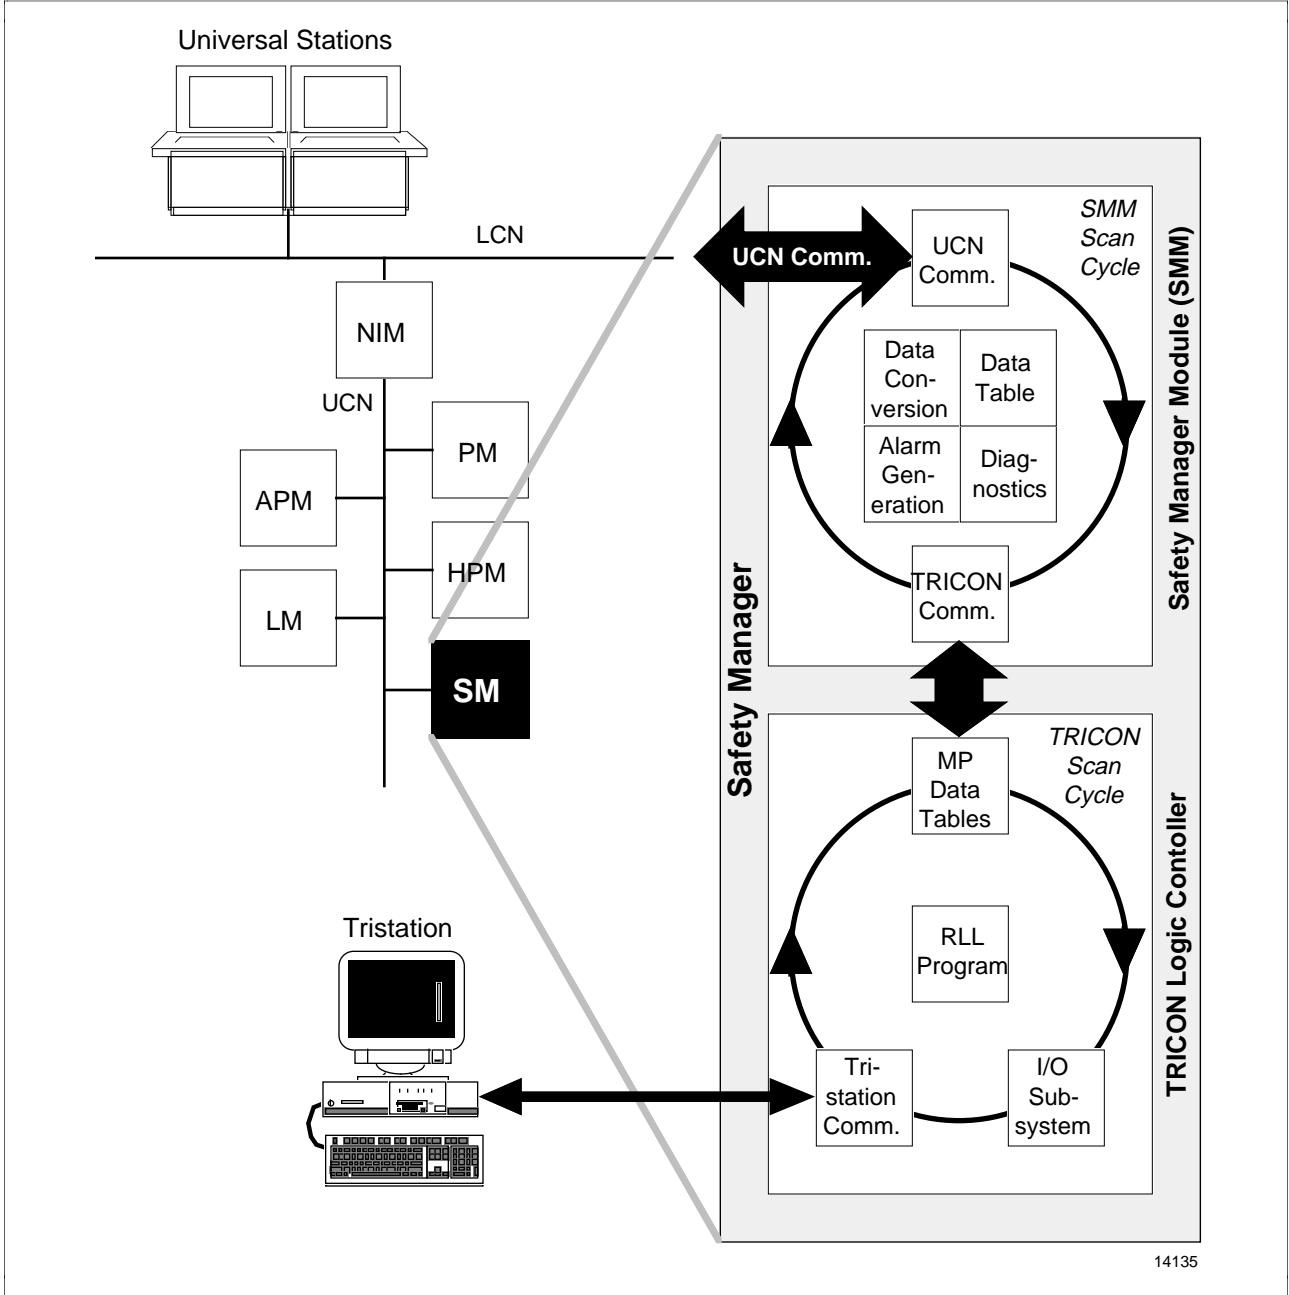 Universal Stations
LCN
NIM
UCN
PM
APM
HPM
LM
SM
Tristation
Safety Manager
UCN Comm.
UCN
Comm.
SMM
Scan
Cycle
Data
Con-
version
Data
Table
Alarm
Gen-
eration
Diag-
nostics
TRICON
Comm.
Safety Manager Module (SMM)
MP
Data
Tables
TRICON
Scan
Cycle
RLL
Program
Tri-
station
Comm.
I/O
Sub-
system
TRICON Logic Contoller
14135